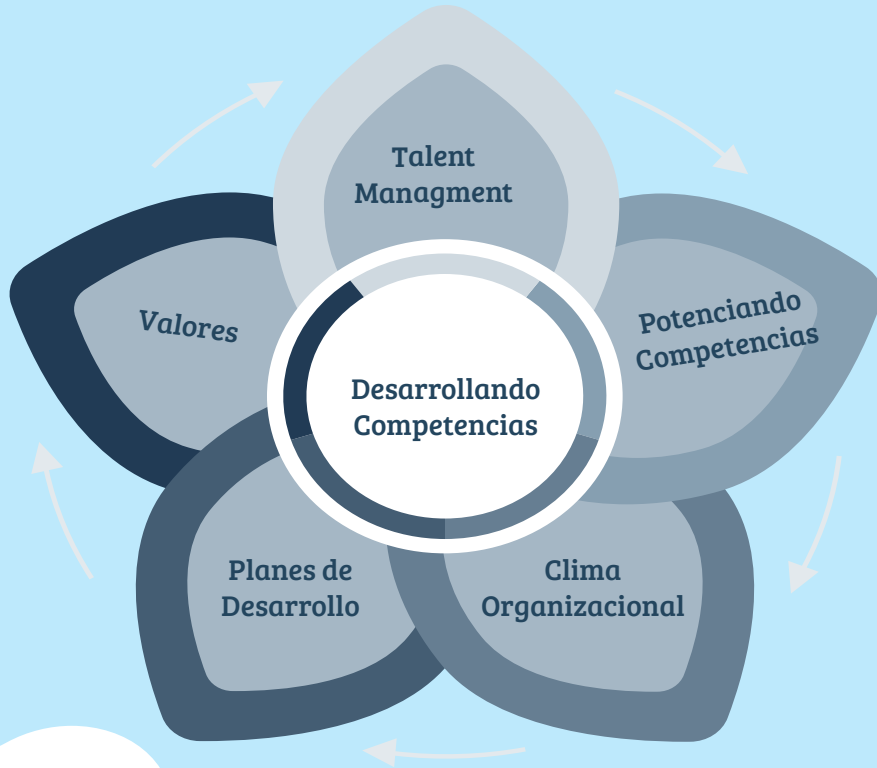 Talent
Managment
Potenciando
Competencias
Clima
Organizacional
Planes de
Desarrollo
Valores
Desarrollando
Competencias